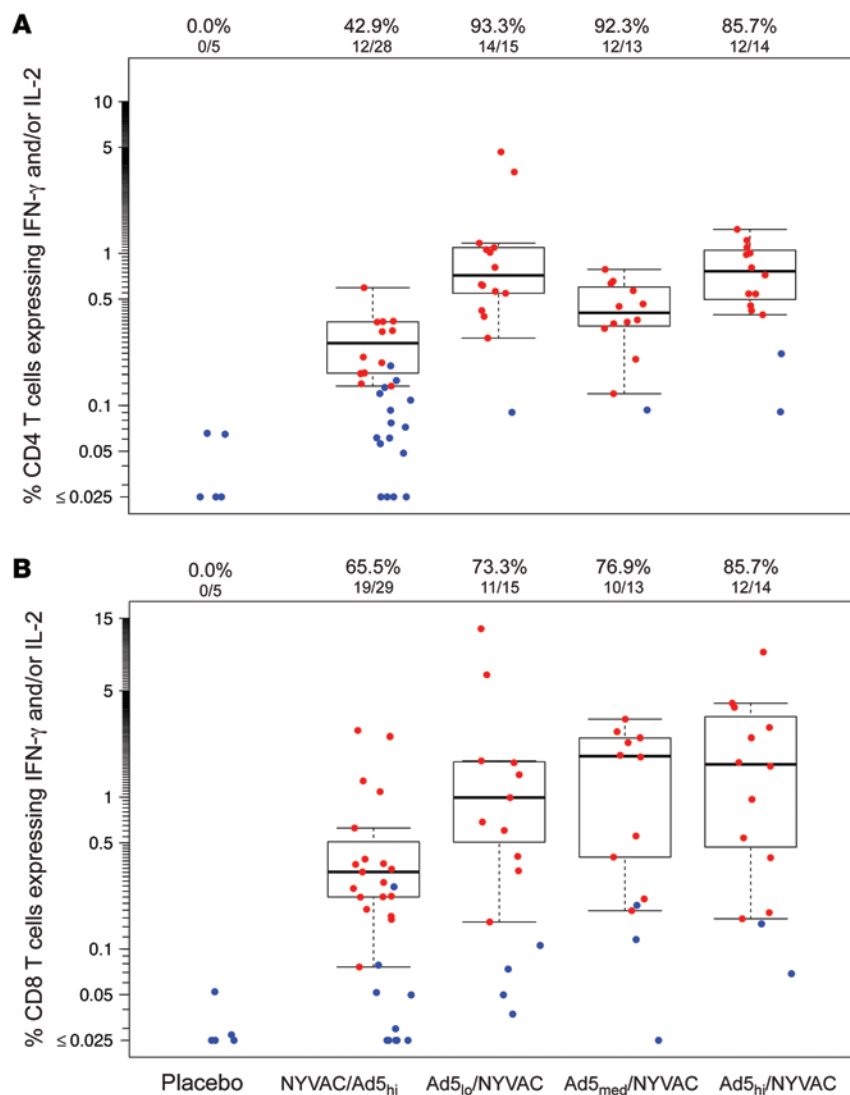 A
0.0% 42.9% 93.3% 92.3% 85.7%
0/5 12/28 14/15 12/13 12/14
% CD4 T cells expressing IFN-γ and/or IL-2
10
5
1
0.5
0.1
0.05
≤ 0.025
B
0.0% 65.5% 73.3% 76.9% 85.7%
0/5 19/29 11/15 10/13 12/14
% CD8 T cells expressing IFN-γ and/or IL-2
15
5
1
0.5
0.1
0.05
≤ 0.025
Placebo NYVAC/Ad5hi Ad5lo/NYVAC Ad5med/NYVAC Ad5hi/NYVAC